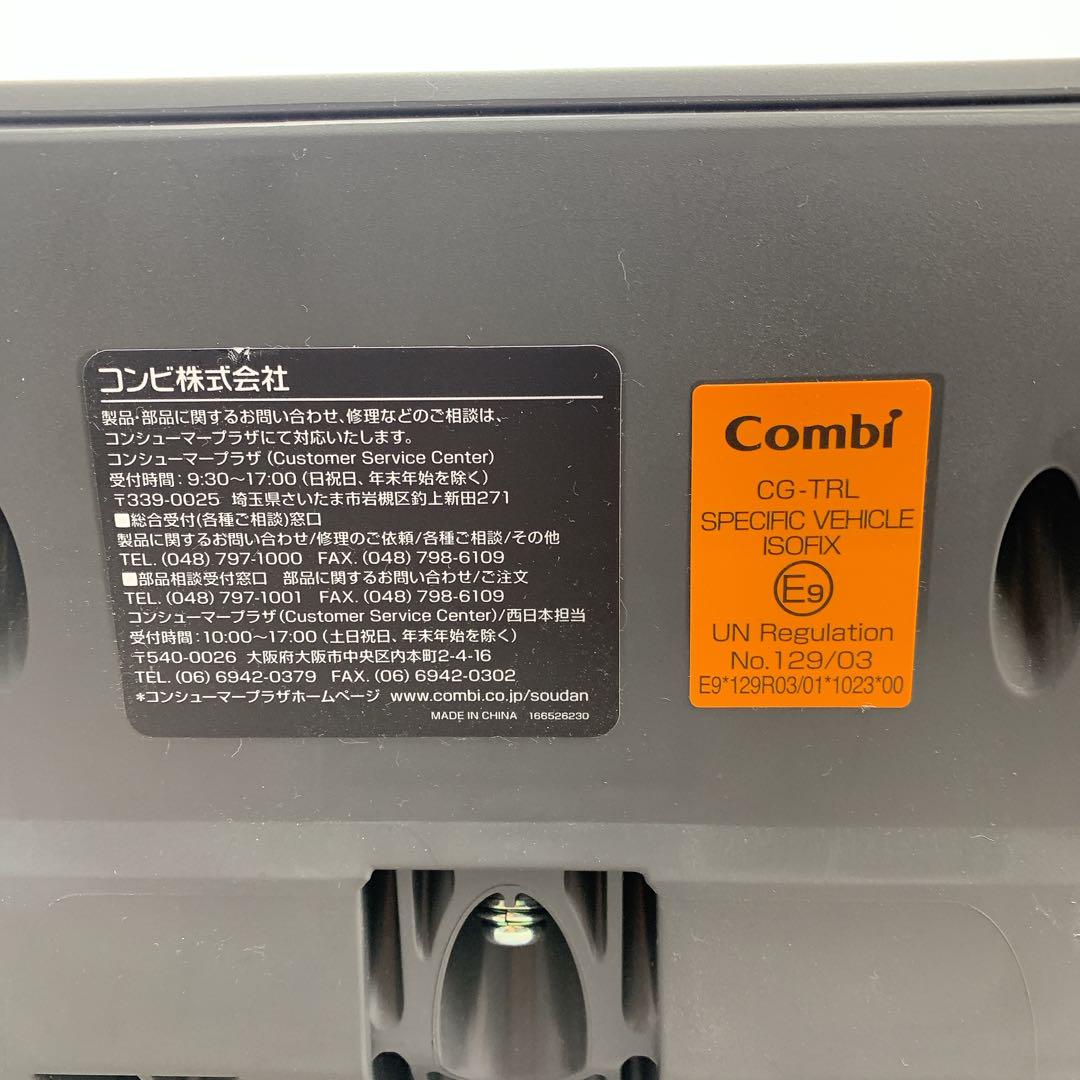 コンビ株式会社
製品・部品に関するお問い合わせ、修理などのご相談は、
コンシューマープラザにて対応いたします。
コンシューマープラザ (Customer Service Center)
受付時間：9:30～17:00 (日祝日、年末年始を除く)
〒339-0025 埼玉県さいたま市岩槻区釣上新田271
■総合受付(各種ご相談)窓口
製品に関するお問い合わせ/修理のご依頼/各種ご相談/その他
TEL. (048) 797-1000 FAX. (048) 798-6109
■部品相談受付窓口 部品に関するお問い合わせ/ご注文
TEL. (048) 797-1001 FAX. (048) 798-6109
コンシューマープラザ(Customer Service Center)/西日本担当
受付時間：10:00～17:00 (土日祝日、年末年始を除く)
〒540-0026 大阪府大阪市中央区内本町2-4-16
TEL. (06) 6942-0379 FAX. (06) 6942-0302
*コンシューマープラザホームページ www.combi.co.jp/soudan
MADE IN CHINA 166526230
Combi
CG-TRL
SPECIFIC VEHICLE
ISOFIX
E9
UN Regulation
No.129/03
E9*129R03/01*1023*00